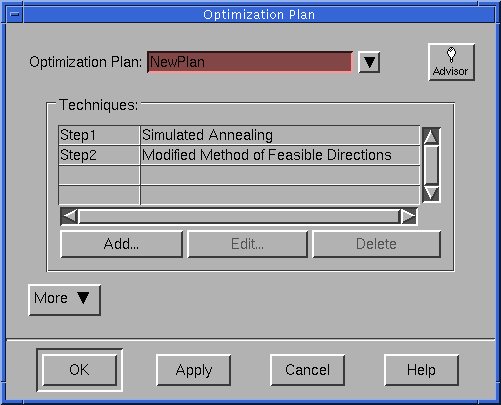 Optimization Plan
Optimization Plan: NewPlan
Advisor
Techniques:
Step1 Simulated Annealing
Step2 Modified Method of Feasible Directions
Add... Edit... Delete
More
OK Apply Cancel Help